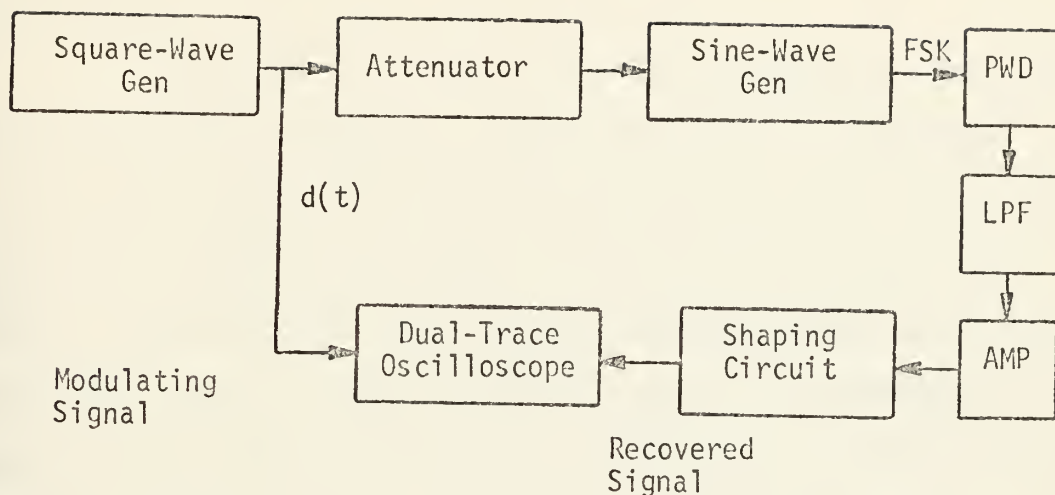 Square-Wave
Gen
Attenuator
Sine-Wave
Gen
FSK
PWD
LPF
d(t)
Dual-Trace
Oscilloscope
Shaping
Circuit
AMP
Modulating
Signal
Recovered
Signal